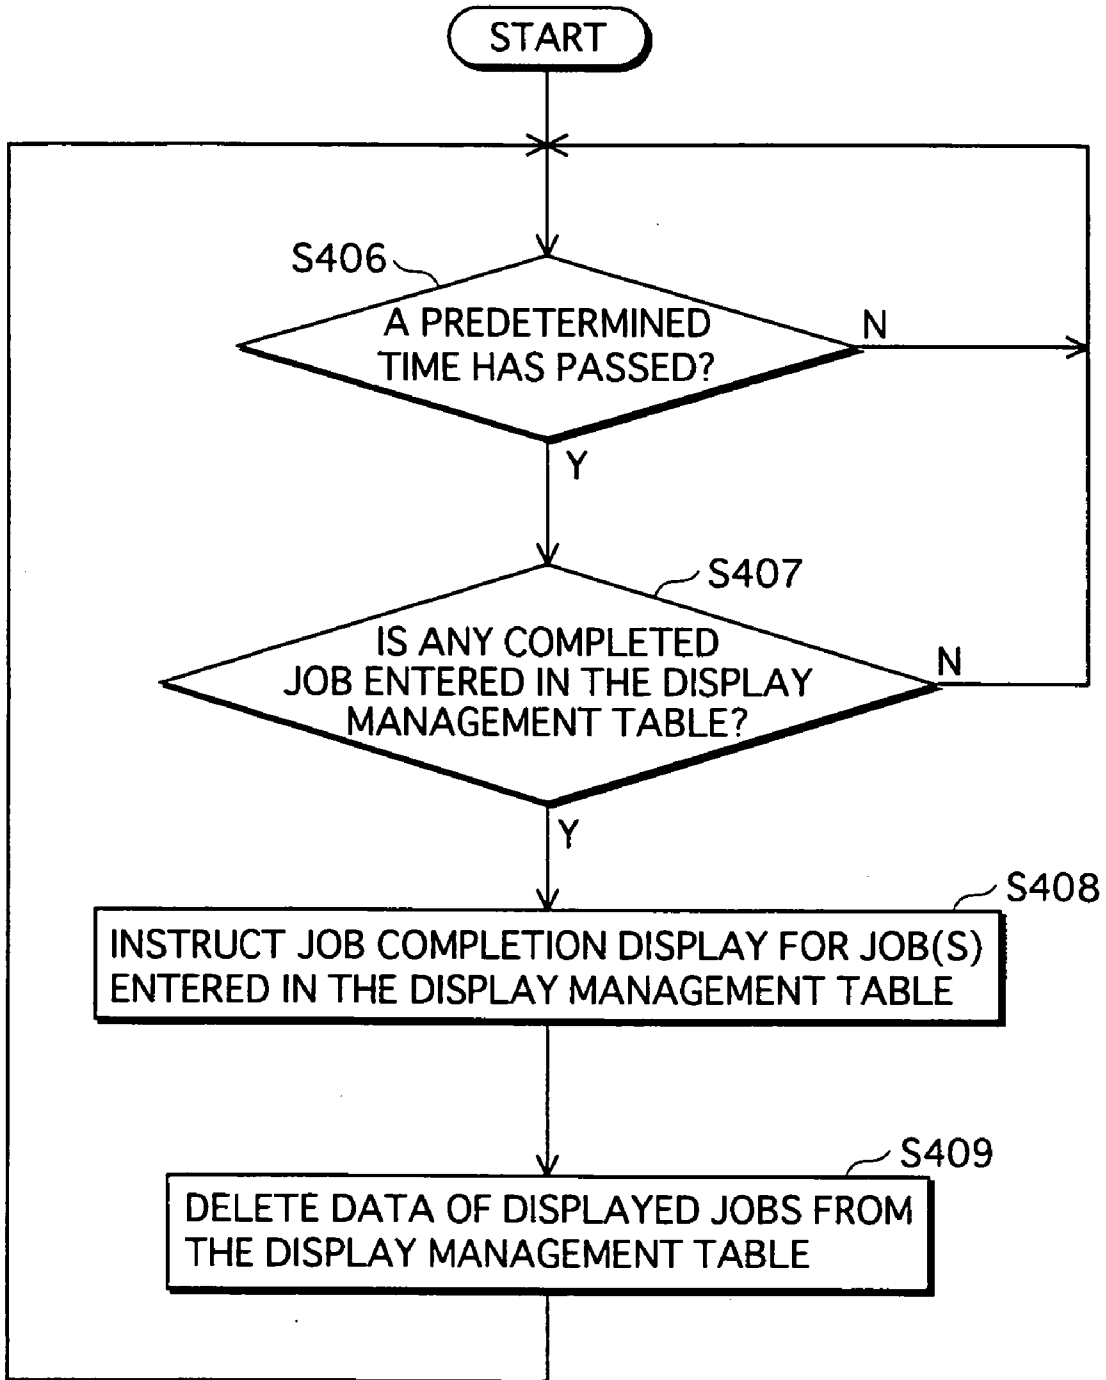 START
S406
A PREDETERMINED
TIME HAS PASSED?
N
Y
S407
IS ANY COMPLETED
JOB ENTERED IN THE DISPLAY
MANAGEMENT TABLE?
N
Y
S408
INSTRUCT JOB COMPLETION DISPLAY FOR JOB(S)
ENTERED IN THE DISPLAY MANAGEMENT TABLE
S409
DELETE DATA OF DISPLAYED JOBS FROM
THE DISPLAY MANAGEMENT TABLE